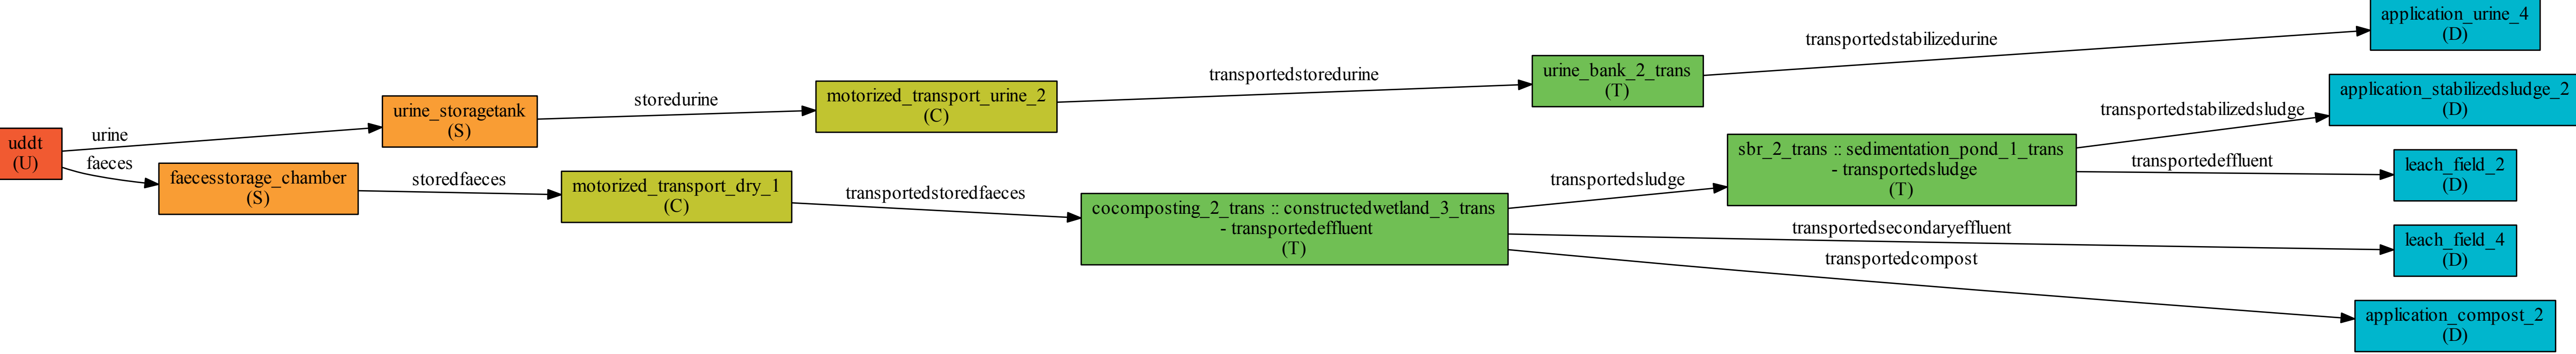 uddt
(U)
urine
faeces
urine_storagetank
(S)
faecesstorage_chamber
(S)
storedurine
storedfaeces
motorized_transport_urine_2
(C)
motorized_transport_dry_1
(C)
transportedstoredurine
transportedstoredfaeces
urine_bank_2_trans
(T)
cocomposting_2_trans :: constructedwetland_3_trans
- transportedeffluent
(T)
transportedsludge
sbr_2_trans :: sedimentation_pond_1_trans
- transportedsludge
(T)
transportedstabilizedurine
transportedstabilizedsludge
transportedeffluent
transportedsecondaryeffluent
transportedcompost
application_urine_4
(D)
application_stabilizedsludge_2
(D)
leach_field_2
(D)
leach_field_4
(D)
application_compost_2
(D)